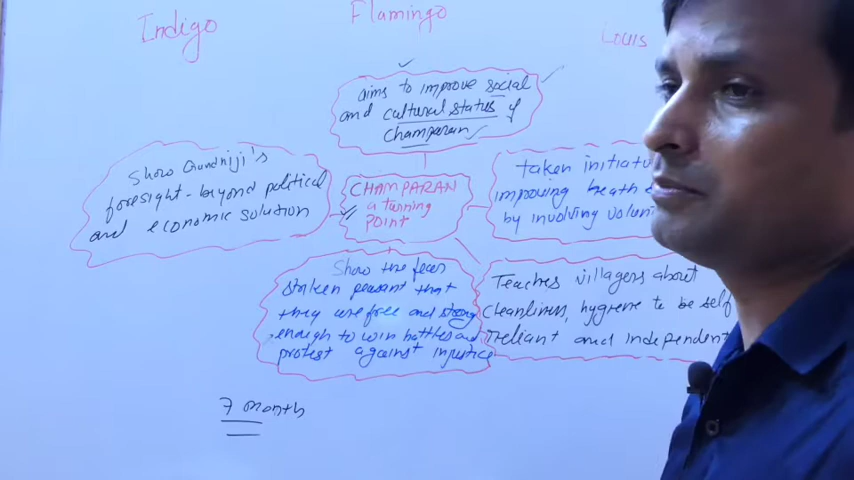 Indigo
Flamingo
Louis
aims to improve social
and cultural status of
champaran
Show Gandhiji's
foresight - beyond political
and economic solution
CHAMPARAN
a turning
POINT
taken initiati
improving heath &
by involving volun
Show the fear
striken peasant that
they are free and strong
enough to win battles and
protest against injustice
Teaches villagers about
cleanliness, hygiene to be self
reliant and independent
7 month